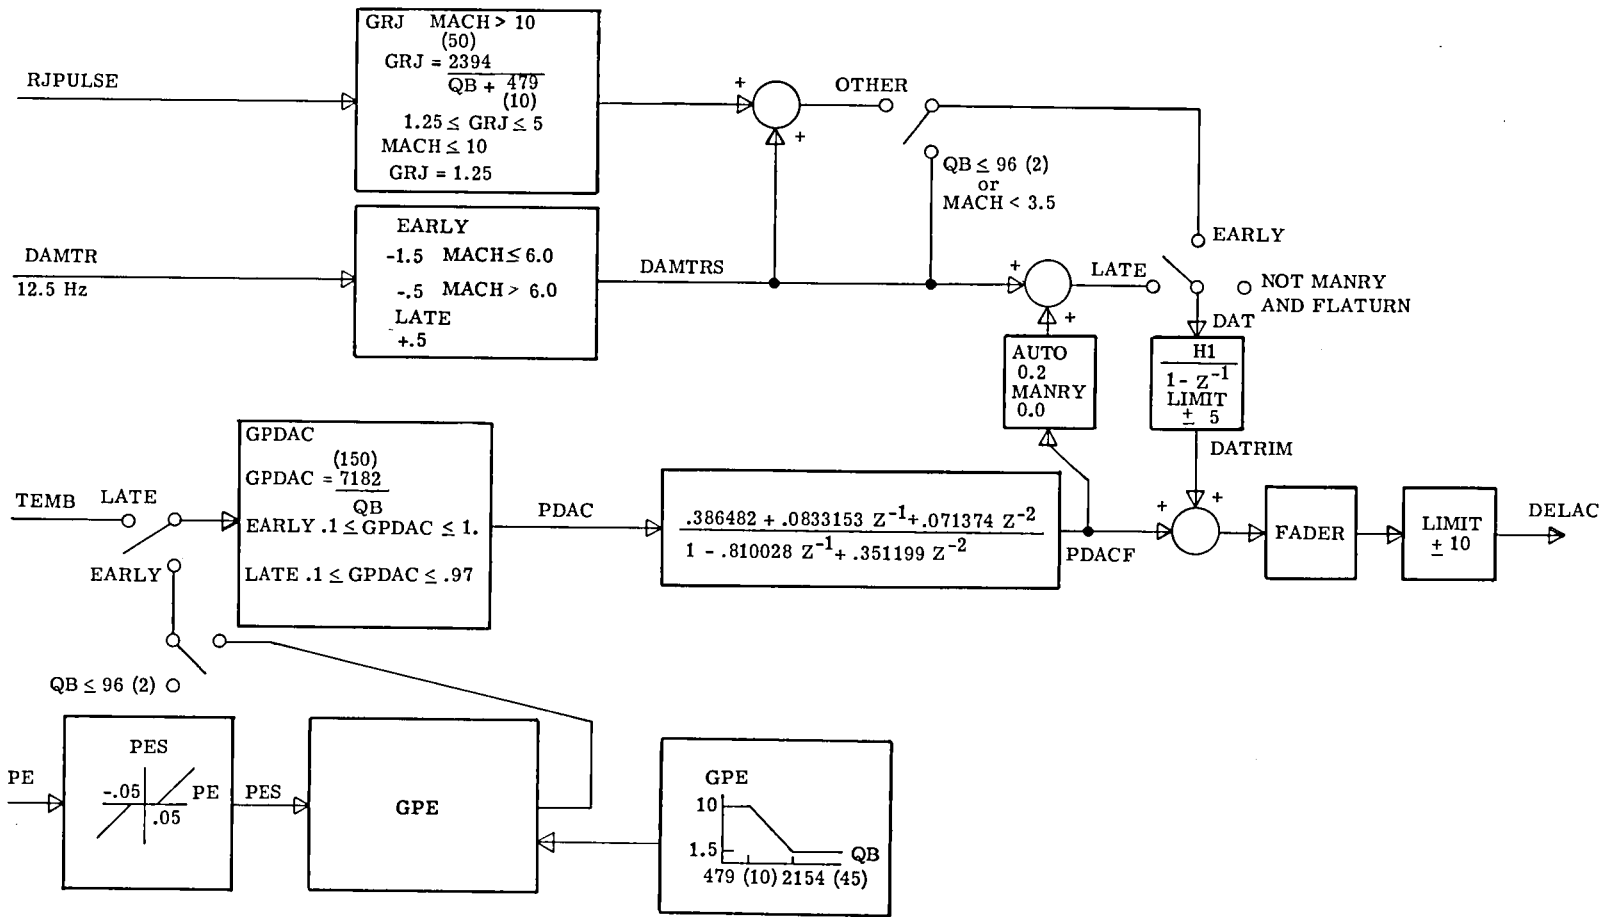 GRJ MACH > 10
(50)
GRJ = 2394
QB + 479
(10)
1.25 ≤ GRJ ≤ 5
MACH ≤ 10
GRJ = 1.25
RJPULSE
+
+
OTHER
QB ≤ 96 (2)
or
MACH < 3.5
EARLY
-1.5 MACH ≤ 6.0
-.5 MACH > 6.0
LATE
+.5
DAMTR
12.5 Hz
DAMTRS
+
+
LATE
EARLY
NOT MANRY
AND FLATURN
DAT
AUTO
0.2
MANRY
0.0
H1
1 - Z⁻¹
LIMIT
± 5
DATRIM
TEMB
LATE
EARLY
GPDAC
(150)
GPDAC = 7182
QB
EARLY .1 ≤ GPDAC ≤ 1.
LATE .1 ≤ GPDAC ≤ .97
PDAC
.386482 + .0833153 Z⁻¹+.071374 Z⁻²
1 - .810028 Z⁻¹+ .351199 Z⁻²
PDACF
+
+
FADER
LIMIT
± 10
DELAC
QB ≤ 96 (2)
PE
PES
-.05
PE
.05
PES
GPE
GPE
10
1.5
QB
479 (10) 2154 (45)